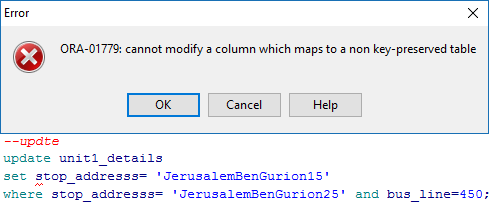 Error
ORA-01779: cannot modify a column which maps to a non key-preserved table
OK Cancel Help
--updte
update unit1_details
set stop_addresss= 'JerusalemBenGurion15'
where stop_addresss= 'JerusalemBenGurion25' and bus_line=450;